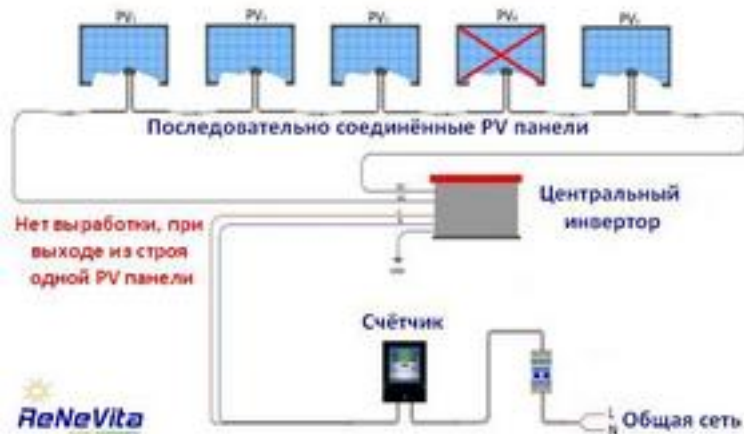 PV₁ PV₂ PV₃ PV₄ PV₅
Последовательно соединённые PV панели
Центральный
инвертор
Нет выработки, при
выходе из строя
одной PV панели
Счётчик
L
N
Общая сеть
ReNeVita